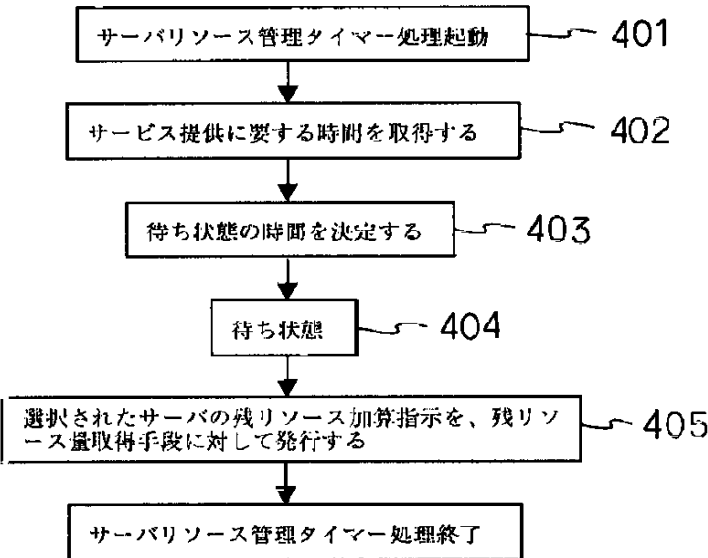 サーバリソース管理タイマー処理起動
401
サービス提供に要する時間を取得する
402
待ち状態の時間を決定する
403
待ち状態
404
選択されたサーバの残リソース加算指示を、残リソ
ース量取得手段に対して発行する
405
サーバリソース管理タイマー処理終了